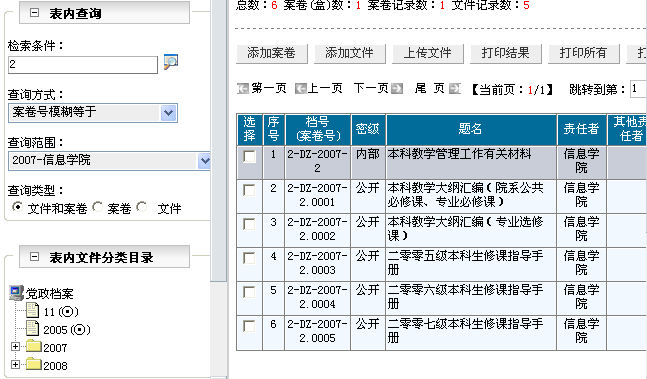 表内查询
检索条件：
2
查询方式：
案卷号模糊等于
查询范围：
2007-信息学院
查询类型：
文件和案卷 案卷 文件
表内文件分类目录
党政档案
11 (⊙)
2005 (⊙)
2007
2008
总数：6 案卷(盒)数：1 案卷记录数：1 文件记录数：5
添加案卷 添加文件 上传文件 打印结果 打印所有 打
第一页 上一页 下一页 尾 页 【当前页：1/1】 跳转到第：1
选择 序号 档号(案卷号) 密级 题名 责任者 其他责任者
1 2-DZ-2007-2 内部 本科教学管理工作有关材料 信息学院
2 2-DZ-2007-2.0001 公开 本科教学大纲汇编（院系公共必修课、专业必修课） 信息学院
3 2-DZ-2007-2.0002 公开 本科教学大纲汇编（专业选修课） 信息学院
4 2-DZ-2007-2.0003 公开 二零零五级本科生修课指导手册 信息学院
5 2-DZ-2007-2.0004 公开 二零零六级本科生修课指导手册 信息学院
6 2-DZ-2007-2.0005 公开 二零零七级本科生修课指导手册 信息学院